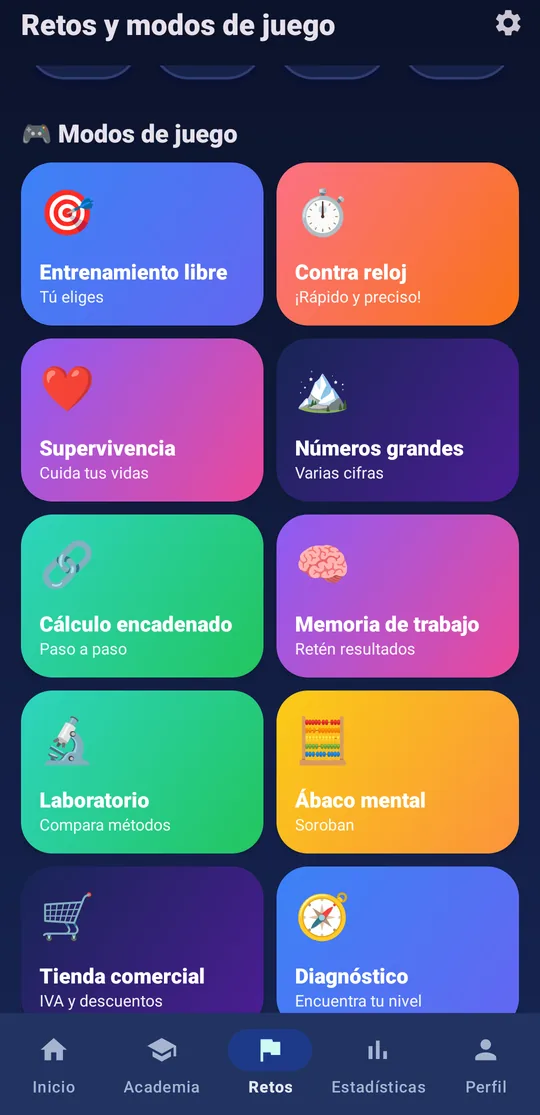 Retos y modos de juego
🎮 Modos de juego
Entrenamiento libre
Tú eliges
Contra reloj
¡Rápido y preciso!
Supervivencia
Cuida tus vidas
Números grandes
Varias cifras
Cálculo encadenado
Paso a paso
Memoria de trabajo
Retén resultados
Laboratorio
Compara métodos
Ábaco mental
Soroban
Tienda comercial
IVA y descuentos
Diagnóstico
Encuentra tu nivel
Inicio
Academia
Retos
Estadísticas
Perfil